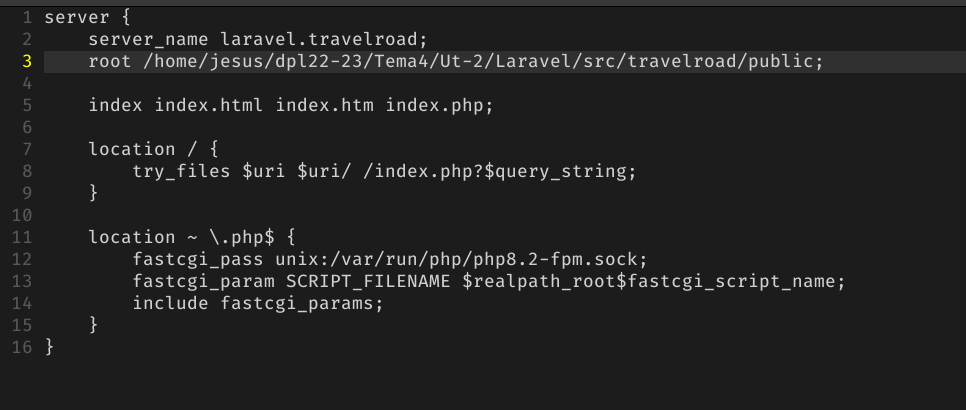 1 server {
2     server_name laravel.travelroad;
3     root /home/jesus/dpl22-23/Tema4/Ut-2/Laravel/src/travelroad/public;
4
5     index index.html index.htm index.php;
6
7     location / {
8         try_files $uri $uri/ /index.php?$query_string;
9     }
10
11     location ~ \.php$ {
12         fastcgi_pass unix:/var/run/php/php8.2-fpm.sock;
13         fastcgi_param SCRIPT_FILENAME $realpath_root$fastcgi_script_name;
14         include fastcgi_params;
15     }
16 }